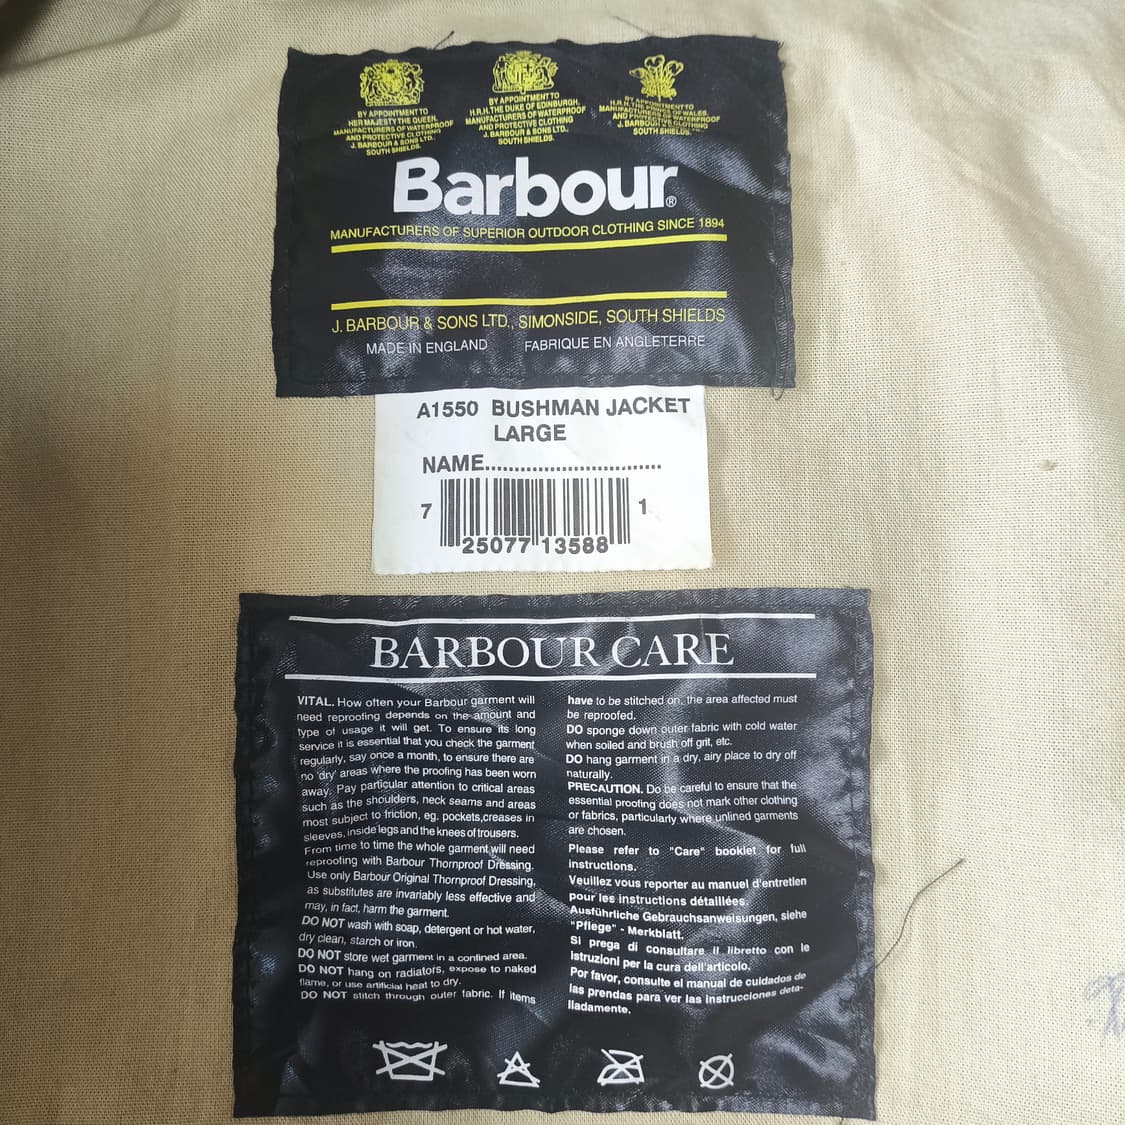 BY APPOINTMENT TO
HER MAJESTY THE QUEEN,
MANUFACTURERS OF WATERPROOF
AND PROTECTIVE CLOTHING
J. BARBOUR & SONS LTD.,
SOUTH SHIELDS.
BY APPOINTMENT TO
H.R.H. THE DUKE OF EDINBURGH,
MANUFACTURERS OF WATERPROOF
AND PROTECTIVE CLOTHING
J. BARBOUR & SONS LTD.
SOUTH SHIELDS.
BY APPOINTMENT TO
H.R.H. THE PRINCE OF WALES,
MANUFACTURERS OF WATERPROOF
AND PROTECTIVE CLOTHING
J. BARBOUR & SONS LTD.
SOUTH SHIELDS.
Barbour®
MANUFACTURERS OF SUPERIOR OUTDOOR CLOTHING SINCE 1894
J. BARBOUR & SONS LTD., SIMONSIDE, SOUTH SHIELDS
MADE IN ENGLAND FABRIQUE EN ANGLETERRE
A1550 BUSHMAN JACKET
LARGE
NAME..............................
7 25077 13588 1
BARBOUR CARE
VITAL. How often your Barbour garment will
need reproofing depends on the amount and
type of usage it will get. To ensure its long
service it is essential that you check the garment
regularly, say once a month, to ensure there are
no 'dry' areas where the proofing has been worn
away. Pay particular attention to critical areas
such as the shoulders, neck seams and areas
most subject to friction, eg. pockets,creases in
sleeves, inside legs and the knees of trousers.
From time to time the whole garment will need
reproofing with Barbour Thornproof Dressing.
Use only Barbour Original Thornproof Dressing,
as substitutes are invariably less effective and
may, in fact, harm the garment.
DO NOT wash with soap, detergent or hot water,
dry clean, starch or iron.
DO NOT store wet garment in a confined area.
DO NOT hang on radiators, expose to naked
flame, or use artificial heat to dry.
DO NOT stitch through outer fabric. If items
have to be stitched on, the area affected must
be reproofed.
DO sponge down outer fabric with cold water
when soiled and brush off grit, etc.
DO hang garment in a dry, airy place to dry off
naturally.
PRECAUTION. Do be careful to ensure that the
essential proofing does not mark other clothing
or fabrics, particularly where unlined garments
are chosen.
Please refer to "Care" booklet for full
instructions.
Veuillez vous reporter au manuel d'entretien
pour les instructions détaillées.
Ausführliche Gebrauchsanweisungen, siehe
"Pflege" - Merkblatt.
Si prega di consultare il libretto con le
istruzioni per la cura dell'articolo.
Por favor, consulte el manual de cuidados de
las prendas para ver las instrucciones deta-
lladamente.